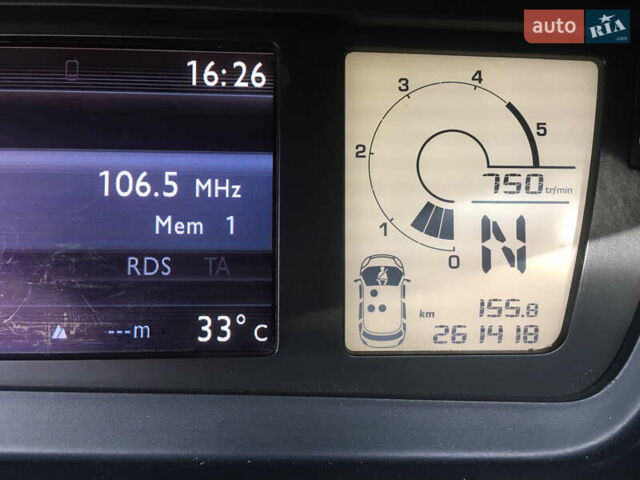 auto RIA.com
16:26
106.5 MHz
Mem 1
RDS TA
---m 33°C
0 1 2 3 4 5
750 tr/min
N
155.8
km
261418